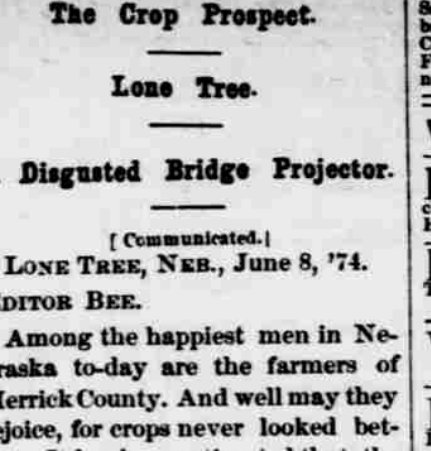 The Crop Prospect.
Lone Tree.
Disgusted Bridge Projector.
[Communicated.]
LONE TREE, NEB., June 8, '74.
EDITOR BEE.
Among the happiest men in Ne-
raska to-day are the farmers of
Merrick County. And well may they
ejoice, for crops never looked bet-